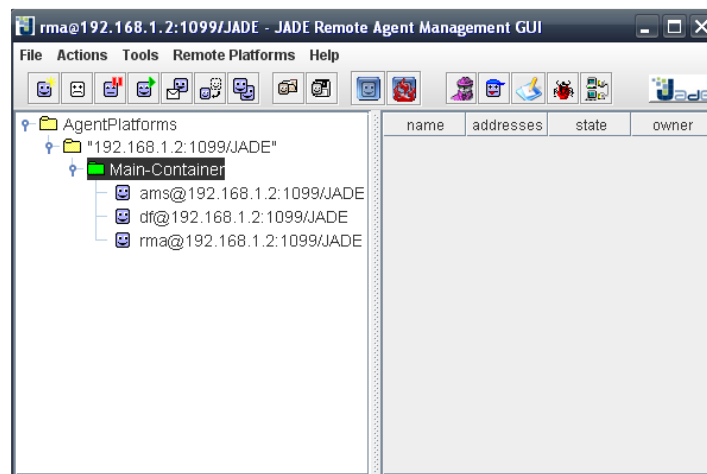 rma@192.168.1.2:1099/JADE - JADE Remote Agent Management GUI
File Actions Tools Remote Platforms Help
Jade
AgentPlatforms
"192.168.1.2:1099/JADE"
Main-Container
ams@192.168.1.2:1099/JADE
df@192.168.1.2:1099/JADE
rma@192.168.1.2:1099/JADE
name addresses state owner